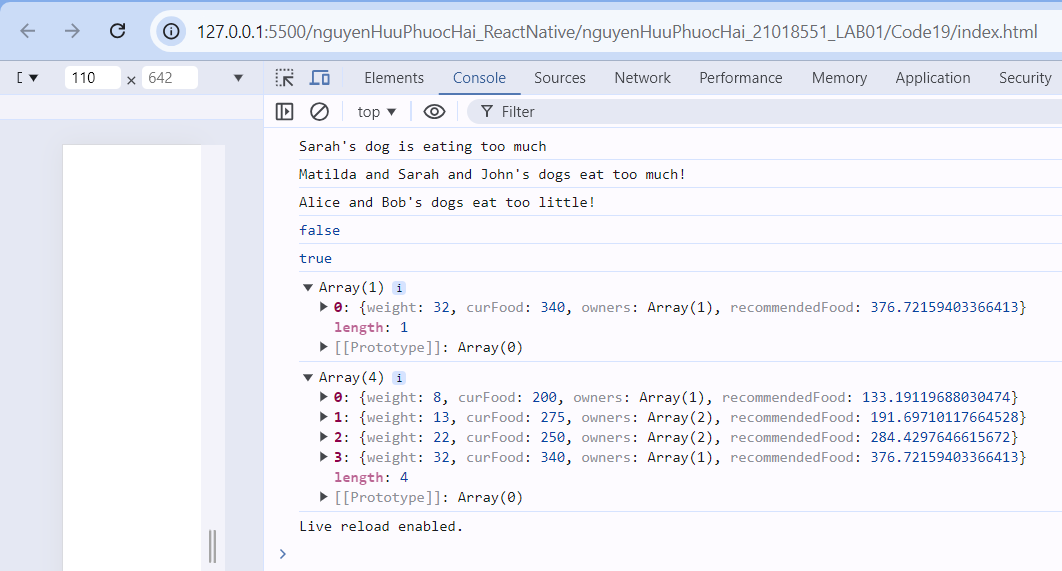 127.0.0.1:5500/nguyenHuuPhuocHai_ReactNative/nguyenHuuPhuocHai_21018551_LAB01/Code19/index.html
110 × 642
Elements Console Sources Network Performance Memory Application Security
top Filter
Sarah's dog is eating too much
Matilda and Sarah and John's dogs eat too much!
Alice and Bob's dogs eat too little!
false
true
Array(1) i
0: {weight: 32, curFood: 340, owners: Array(1), recommendedFood: 376.72159403366413}
length: 1
[[Prototype]]: Array(0)
Array(4) i
0: {weight: 8, curFood: 200, owners: Array(1), recommendedFood: 133.19119688030474}
1: {weight: 13, curFood: 275, owners: Array(2), recommendedFood: 191.69710117664528}
2: {weight: 22, curFood: 250, owners: Array(2), recommendedFood: 284.4297646615672}
3: {weight: 32, curFood: 340, owners: Array(1), recommendedFood: 376.72159403366413}
length: 4
[[Prototype]]: Array(0)
Live reload enabled.